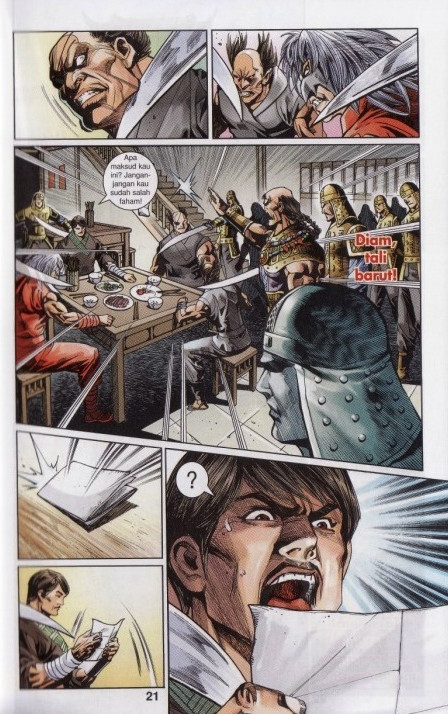 Apa
maksud kau
ini? Jangan-
jangan kau
sudah salah
faham!
Diam,
tali
barut!
?
21